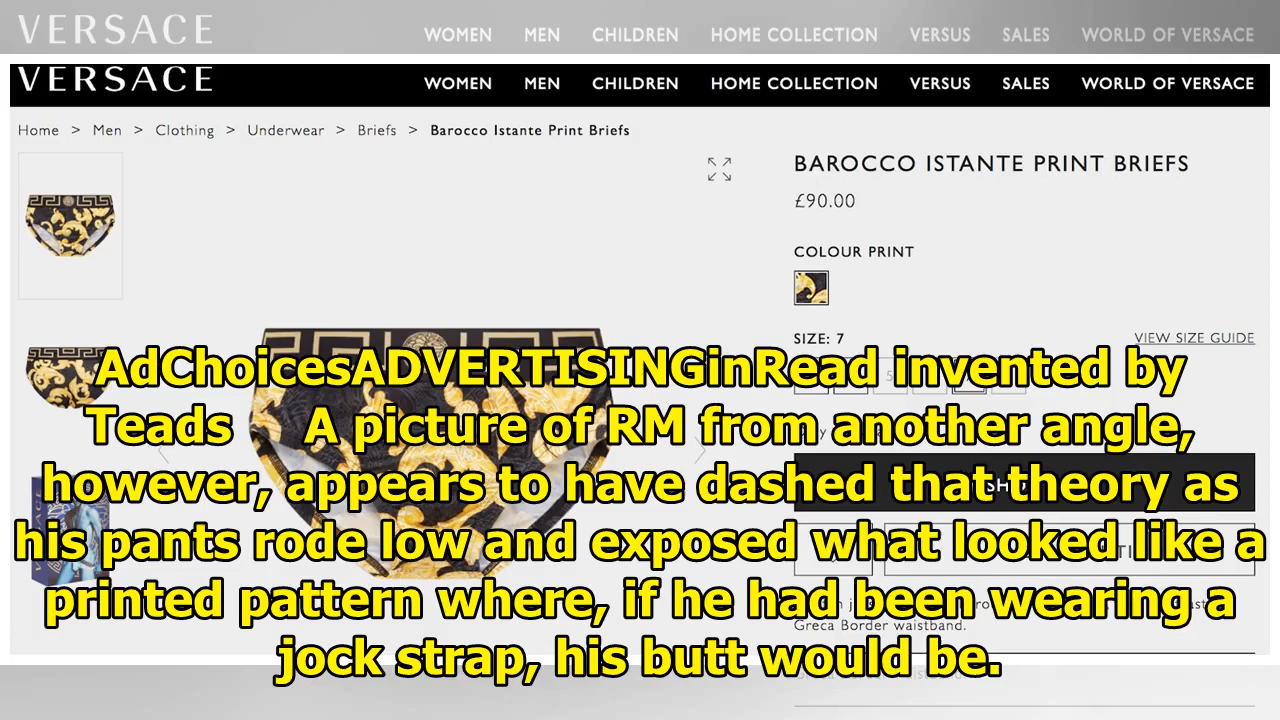 VERSACE
WOMEN MEN CHILDREN HOME COLLECTION VERSUS SALES WORLD OF VERSACE
VERSACE
WOMEN MEN CHILDREN HOME COLLECTION VERSUS SALES WORLD OF VERSACE
Home > Men > Clothing > Underwear > Briefs > Barocco Istante Print Briefs
BAROCCO ISTANTE PRINT BRIEFS
£90.00
COLOUR PRINT
SIZE: 7
VIEW SIZE GUIDE
AdChoicesADVERTISINGinRead invented by
Teads A picture of RM from another angle,
however, appears to have dashed that theory as
his pants rode low and exposed what looked like a
printed pattern where, if he had been wearing a
jock strap, his butt would be.
Greca Border waistband.